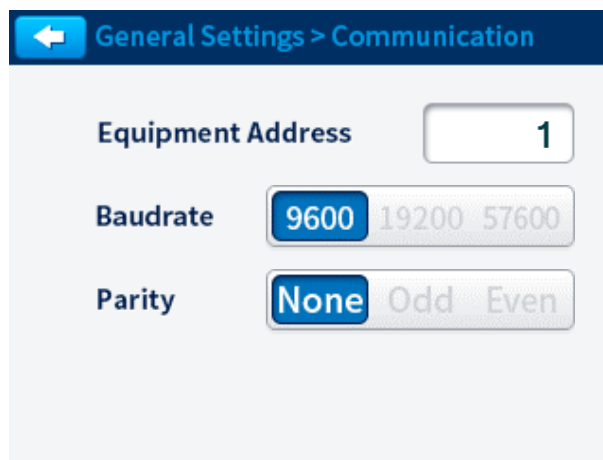 General Settings > Communication
Equipment Address 1
Baudrate 9600 19200 57600
Parity None Odd Even